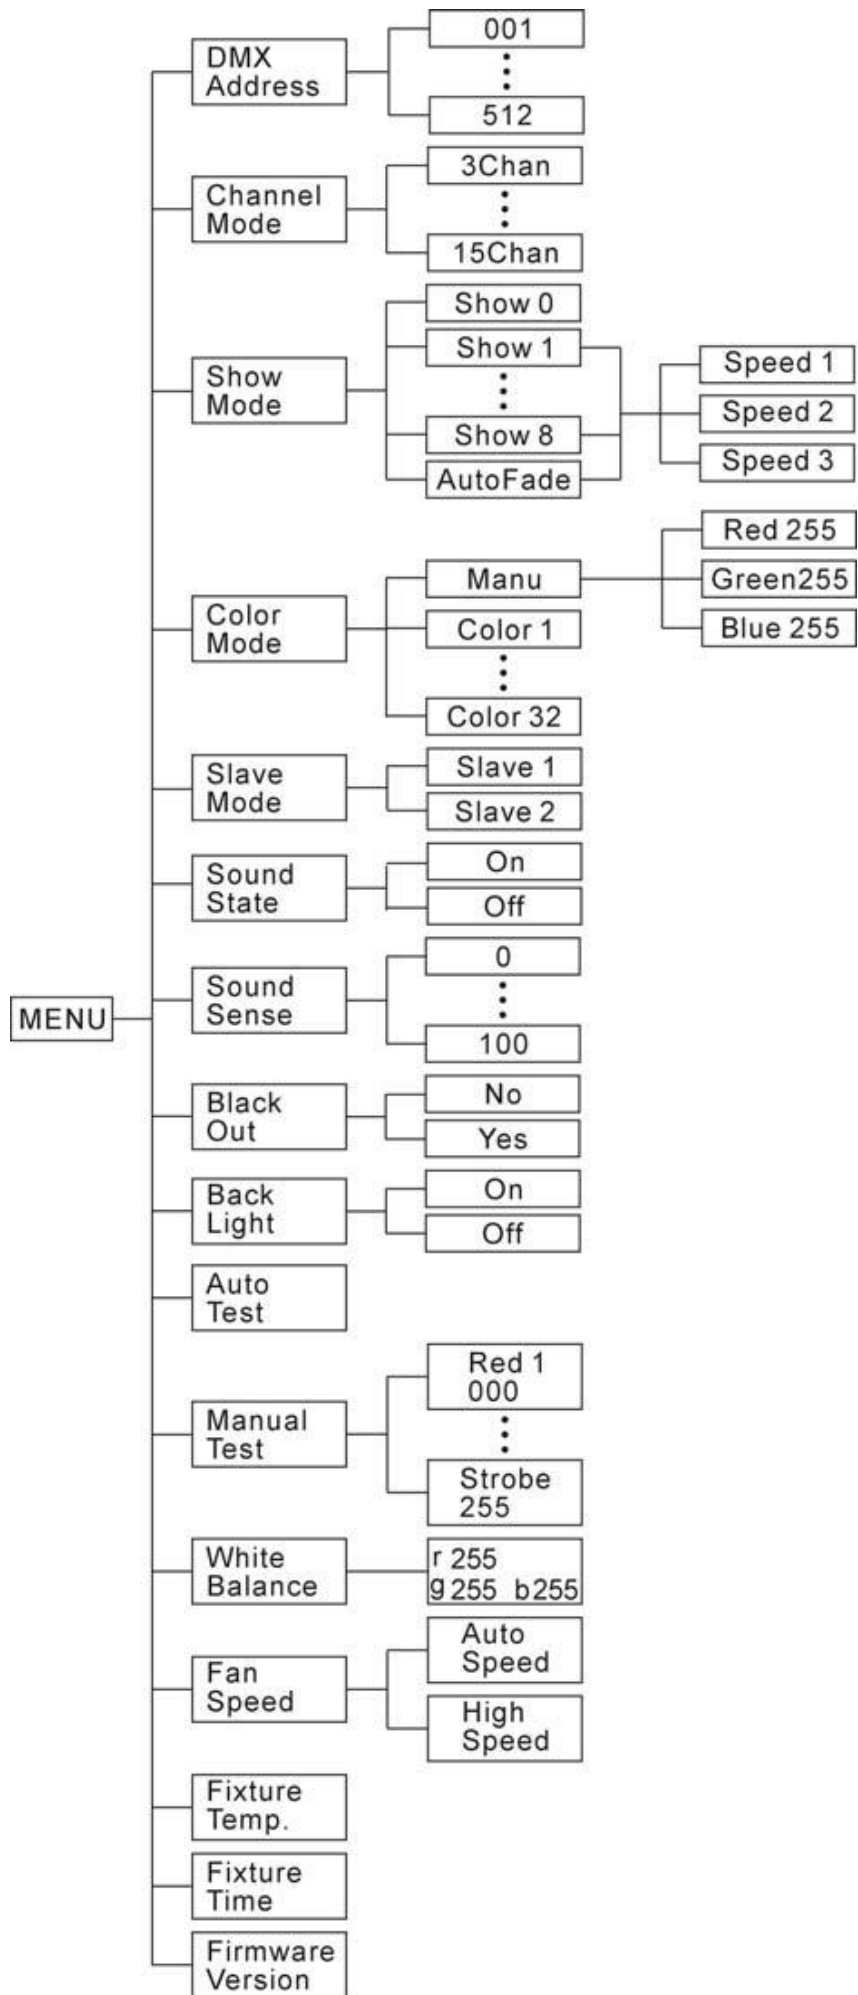 MENU
DMX
Address
001
512
Channel
Mode
3Chan
15Chan
Show
Mode
Show 0
Show 1
Show 8
AutoFade
Speed 1
Speed 2
Speed 3
Color
Mode
Manu
Color 1
Color 32
Red 255
Green255
Blue 255
Slave
Mode
Slave 1
Slave 2
Sound
State
On
Off
Sound
Sense
0
100
Black
Out
No
Yes
Back
Light
On
Off
Auto
Test
Manual
Test
Red 1
000
Strobe
255
White
Balance
r 255
g 255 b255
Fan
Speed
Auto
Speed
High
Speed
Fixture
Temp.
Fixture
Time
Firmware
Version